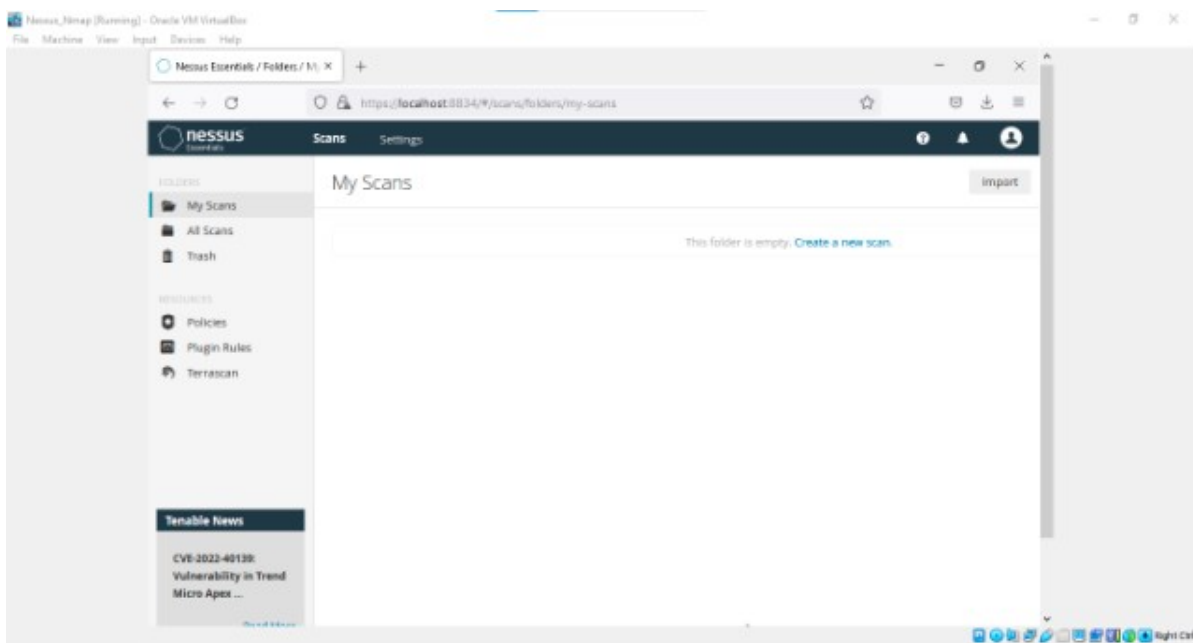 Nessus_Nmap [Running] - Oracle VM VirtualBox
File Machine View Input Devices Help
Nessus Essentials / Folders / My
https://localhost:8834/#/scans/folders/my-scans
nessus
Essentials
Scans
Settings
FOLDERS
My Scans
Import
My Scans
All Scans
Trash
This folder is empty. Create a new scan.
RESOURCES
Policies
Plugin Rules
Terrascan
Tenable News
CVE-2022-40139:
Vulnerability in Trend
Micro Apex ...
Read More
Right Ctrl